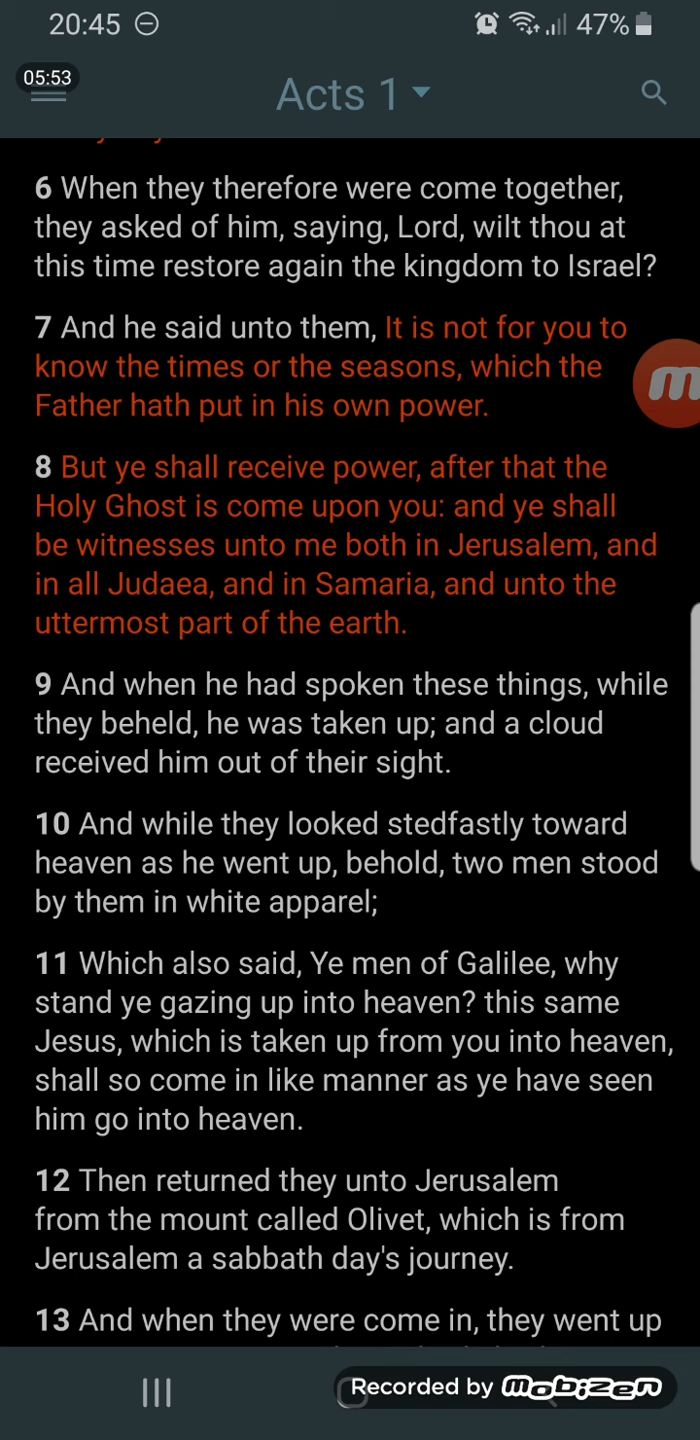 20:45 47%
05:53
Acts 1
6 When they therefore were come together,
they asked of him, saying, Lord, wilt thou at
this time restore again the kingdom to Israel?
7 And he said unto them, It is not for you to
know the times or the seasons, which the
Father hath put in his own power.
8 But ye shall receive power, after that the
Holy Ghost is come upon you: and ye shall
be witnesses unto me both in Jerusalem, and
in all Judaea, and in Samaria, and unto the
uttermost part of the earth.
9 And when he had spoken these things, while
they beheld, he was taken up; and a cloud
received him out of their sight.
10 And while they looked stedfastly toward
heaven as he went up, behold, two men stood
by them in white apparel;
11 Which also said, Ye men of Galilee, why
stand ye gazing up into heaven? this same
Jesus, which is taken up from you into heaven,
shall so come in like manner as ye have seen
him go into heaven.
12 Then returned they unto Jerusalem
from the mount called Olivet, which is from
Jerusalem a sabbath day's journey.
13 And when they were come in, they went up
Recorded by mobizen